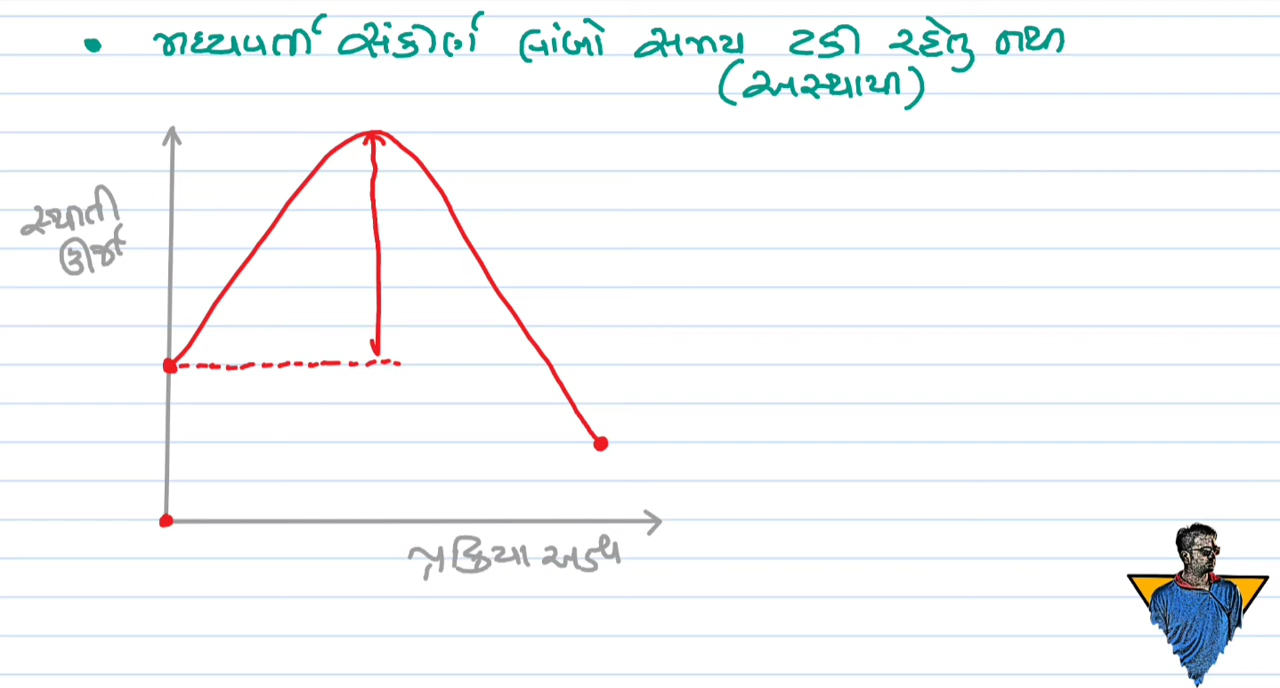 • મધ્યવર્તી સંકીર્ણ લાંબો સમય ટકી રહેતુ નથી
(અસ્થાયી)
સ્થીતી
ઊર્જા
પ્રક્રિયા અક્ષ